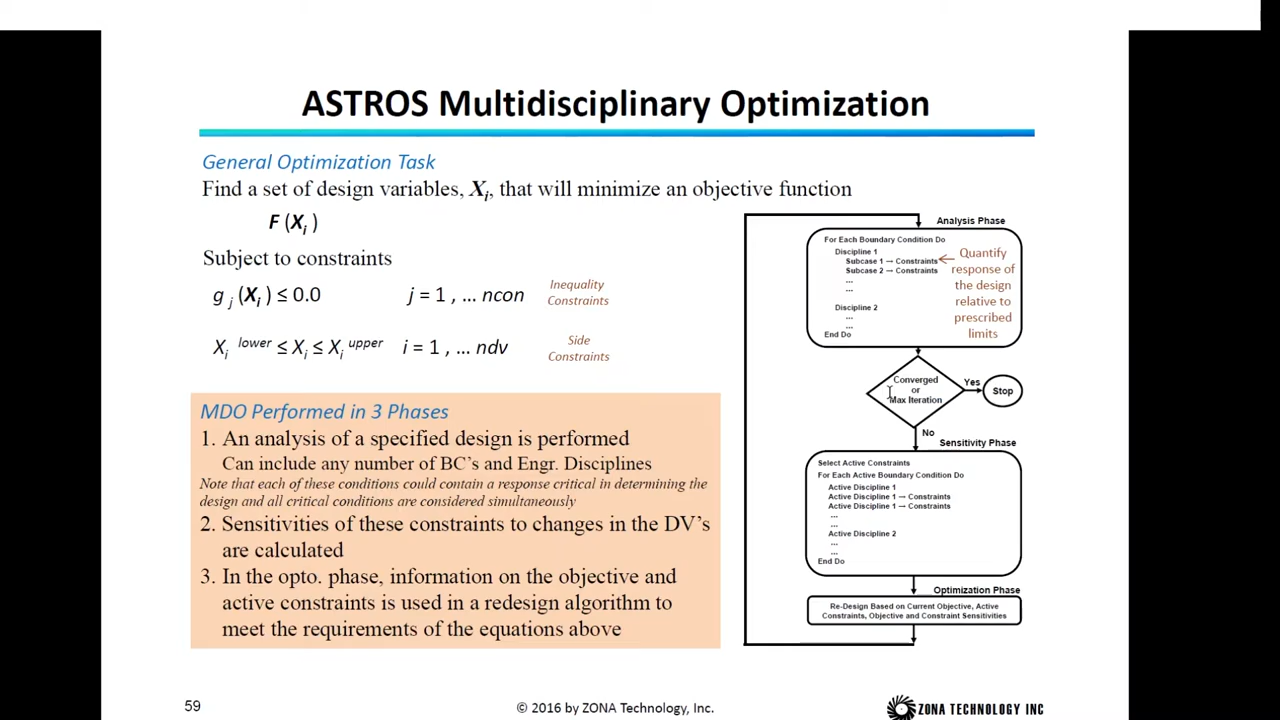 ASTROS Multidisciplinary Optimization
General Optimization Task
Find a set of design variables, Xi, that will minimize an objective function
F (Xi )
Subject to constraints
g j (Xi ) ≤ 0.0 j = 1 , … ncon
Inequality
Constraints
Xi lower ≤ Xi ≤ Xi upper i = 1 , … ndv
Side
Constraints
MDO Performed in 3 Phases
1. An analysis of a specified design is performed
Can include any number of BC's and Engr. Disciplines
Note that each of these conditions could contain a response critical in determining the
design and all critical conditions are considered simultaneously
2. Sensitivities of these constraints to changes in the DV's
are calculated
3. In the opto. phase, information on the objective and
active constraints is used in a redesign algorithm to
meet the requirements of the equations above
Analysis Phase
For Each Boundary Condition Do
Discipline 1
Subcase 1 → Constraints
Subcase 2 → Constraints
...
...
Discipline 2
...
...
End Do
Quantify
response of
the design
relative to
prescribed
limits
Converged
or
Max Iteration
Yes
Stop
No
Sensitivity Phase
Select Active Constraints
For Each Active Boundary Condition Do
Active Discipline 1
Active Discipline 1 → Constraints
Active Discipline 1 → Constraints
...
...
Active Discipline 2
...
...
End Do
Optimization Phase
Re-Design Based on Current Objective, Active
Constraints, Objective and Constraint Sensitivities
59
© 2016 by ZONA Technology, Inc.
ZONA TECHNOLOGY INC